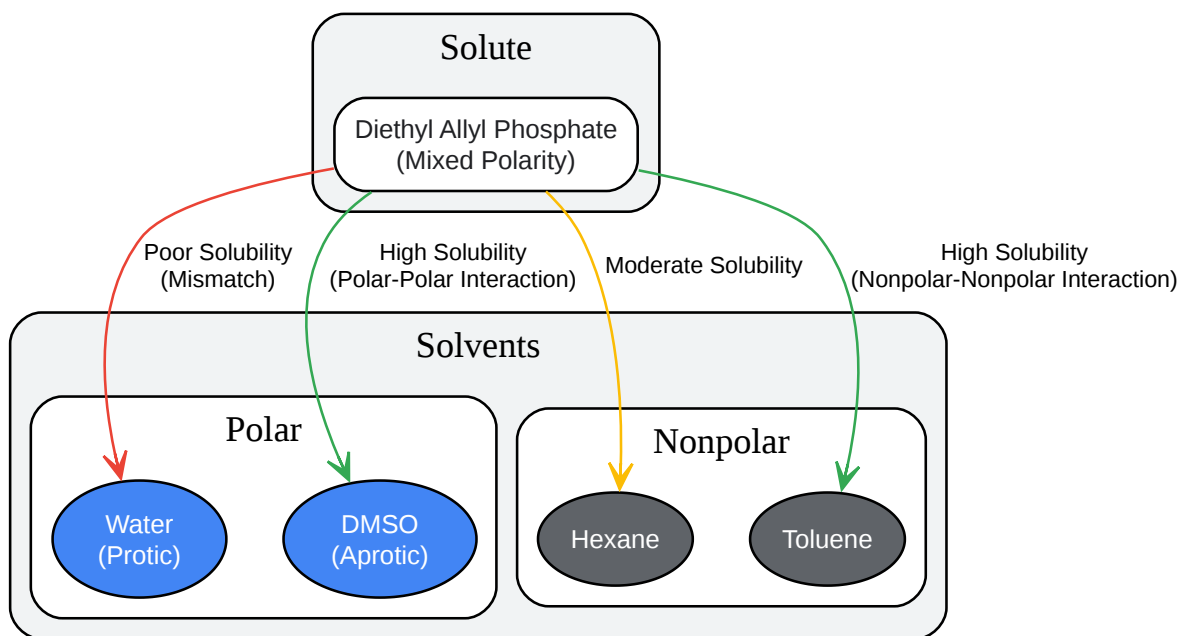 Solute
Diethyl Allyl Phosphate
(Mixed Polarity)
Poor Solubility
(Mismatch)
High Solubility
(Polar-Polar Interaction)
Moderate Solubility
High Solubility
(Nonpolar-Nonpolar Interaction)
Solvents
Polar
Nonpolar
Water
(Protic)
DMSO
(Aprotic)
Hexane
Toluene